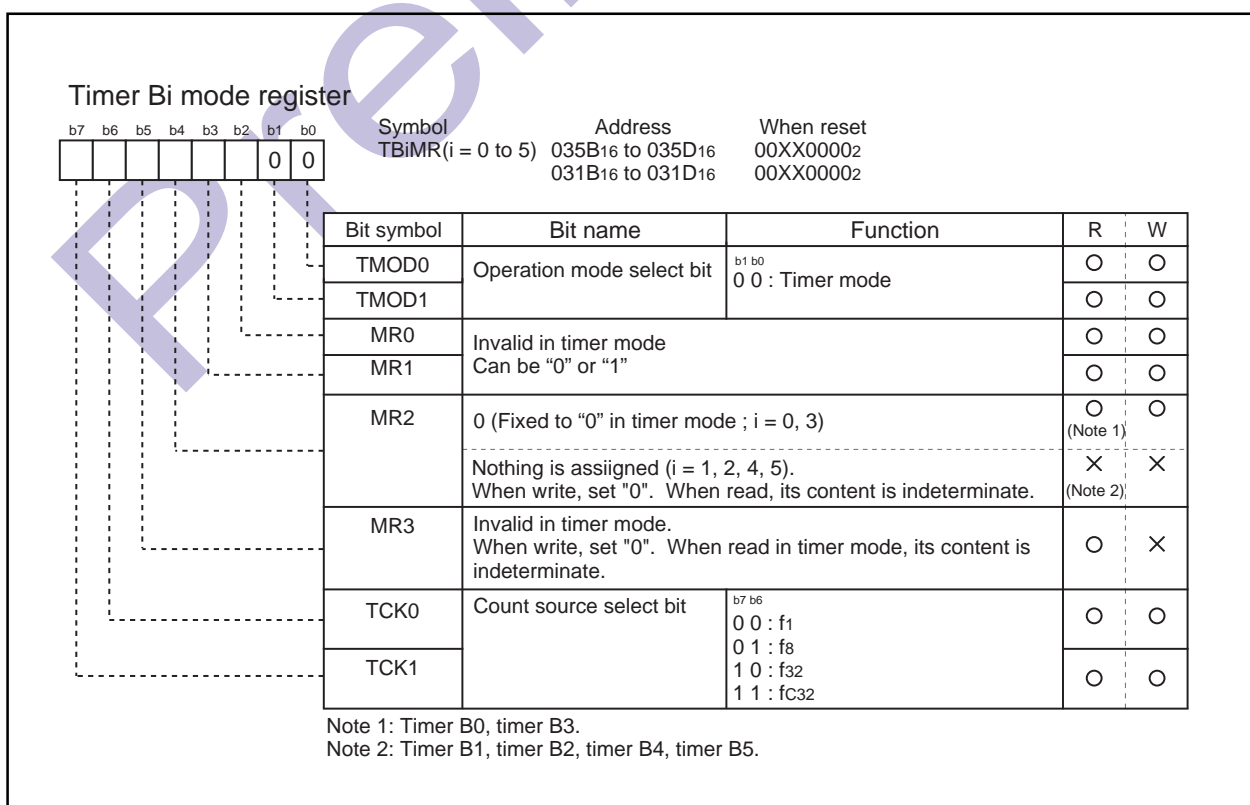 Pre
Timer Bi mode register
b7 b6 b5 b4 b3 b2 b1 b0
0 0
Symbol Address When reset
TBiMR(i = 0 to 5) 035B16 to 035D16 00XX00002
031B16 to 031D16 00XX00002
Bit symbol Bit name Function R W
TMOD0 Operation mode select bit b1 b0
0 0 : Timer mode
TMOD1
MR0 Invalid in timer mode
MR1 Can be “0” or “1”
MR2 0 (Fixed to “0” in timer mode ; i = 0, 3)
(Note 1)
Nothing is assiigned (i = 1, 2, 4, 5).
When write, set "0". When read, its content is indeterminate. (Note 2)
MR3 Invalid in timer mode.
When write, set "0". When read in timer mode, its content is
indeterminate.
TCK0 Count source select bit b7 b6
0 0 : f1
0 1 : f8
TCK1 1 0 : f32
1 1 : fC32
Note 1: Timer B0, timer B3.
Note 2: Timer B1, timer B2, timer B4, timer B5.